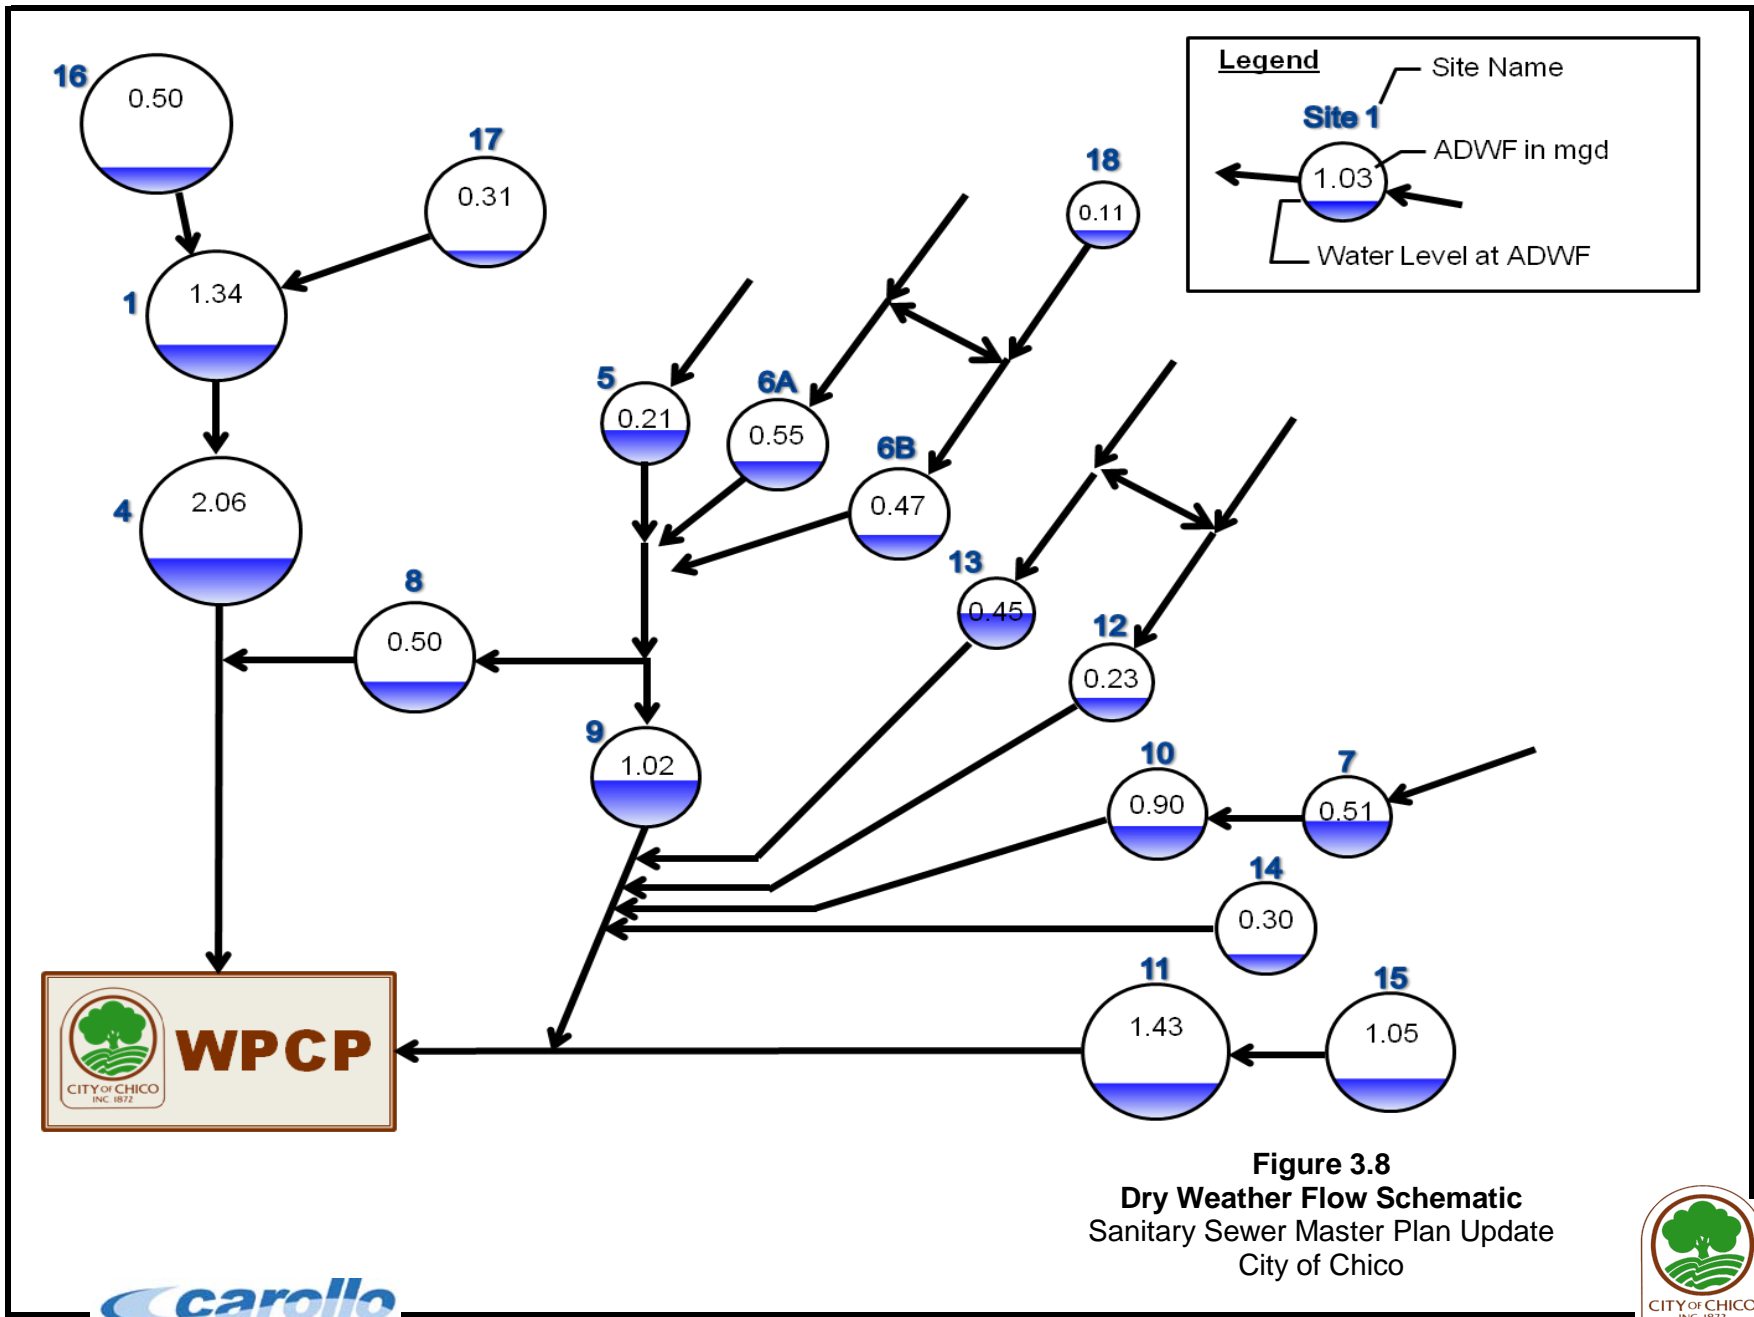 16
0.50
17
0.31
1
1.34
4
2.06
8
0.50
5
0.21
6A
0.55
6B
0.47
18
0.11
Legend
Site Name
Site 1
ADWF in mgd
1.03
Water Level at ADWF
13
0.45
12
0.23
9
1.02
10
0.90
7
0.51
14
0.30
11
1.43
15
1.05
CITY OF CHICO
INC 1872
WPCP
Figure 3.8
Dry Weather Flow Schematic
Sanitary Sewer Master Plan Update
City of Chico
carollo
CITY OF CHICO
INC 1872